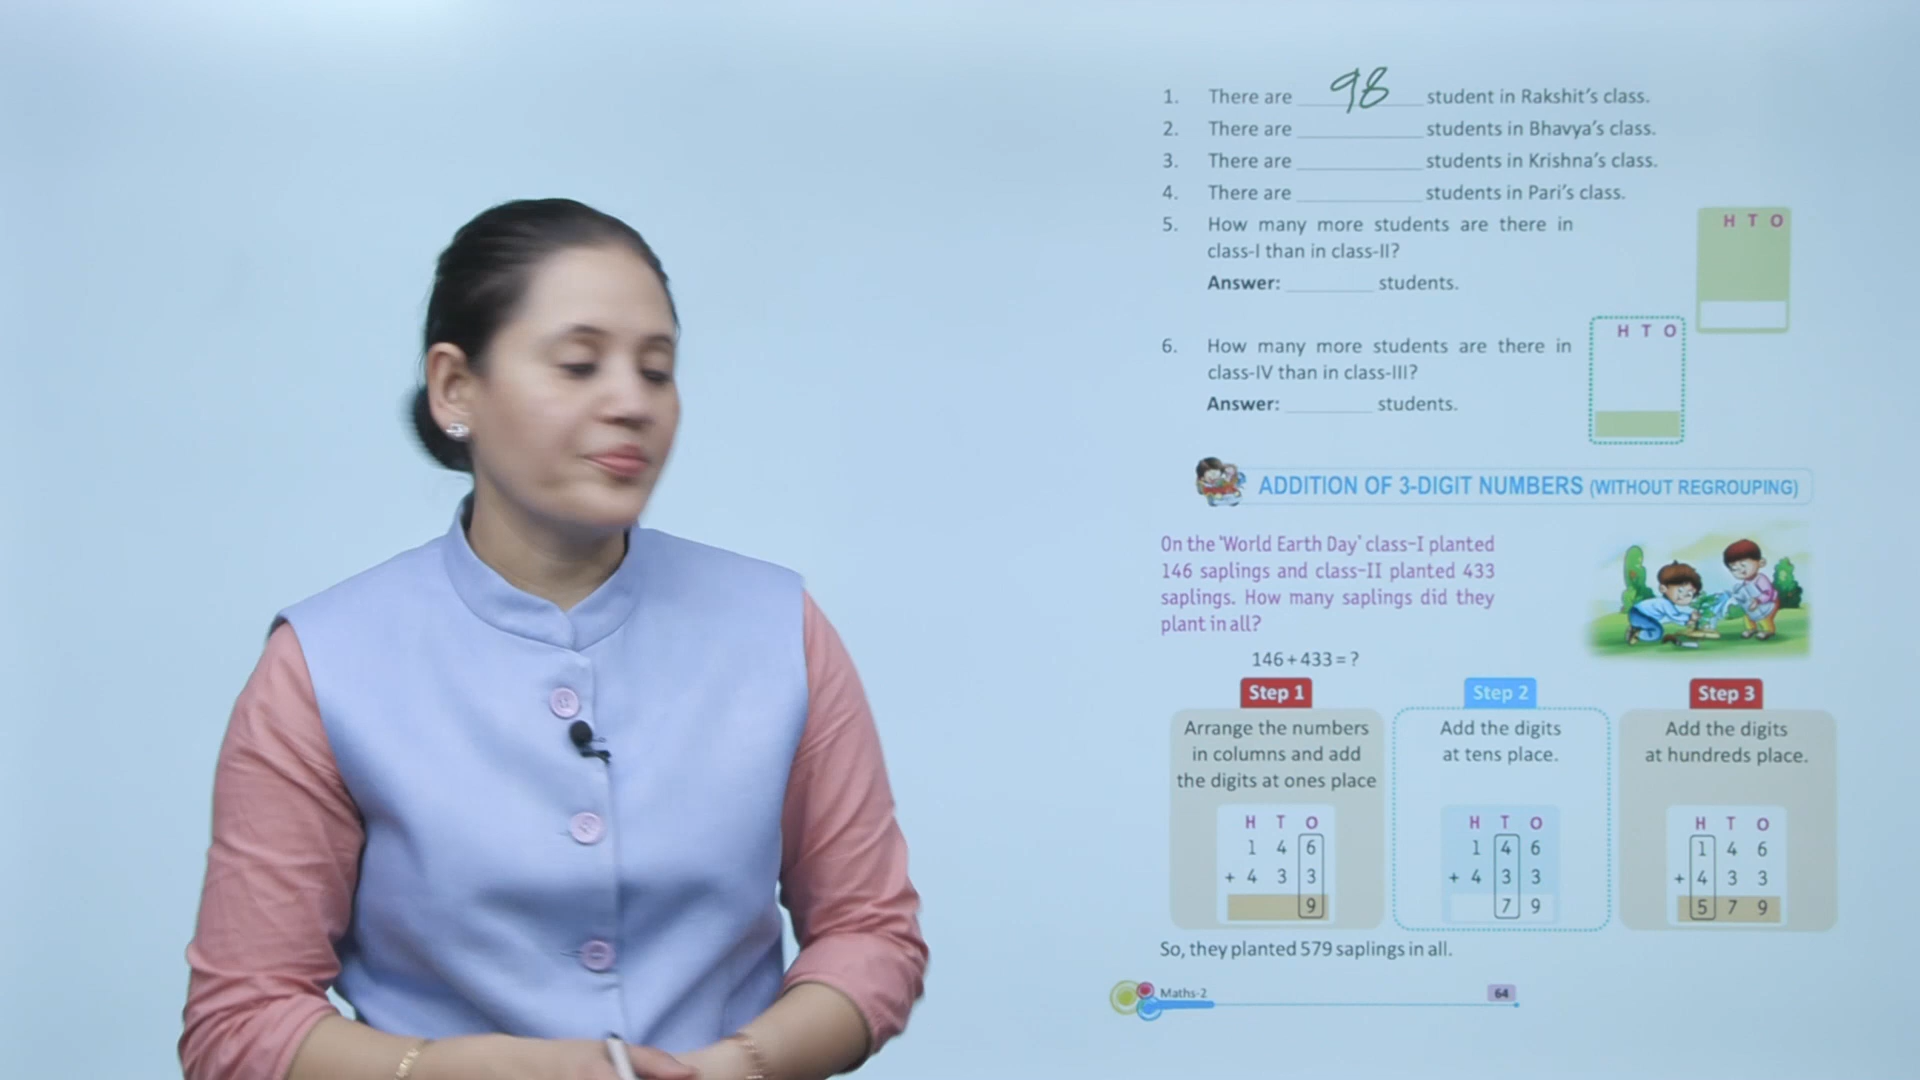 1. There are 98 student in Rakshit's class.
2. There are ____________ students in Bhavya's class.
3. There are ____________ students in Krishna's class.
4. There are ____________ students in Pari's class.
5. How many more students are there in
class-I than in class-II?
Answer: ________ students.
H T O
6. How many more students are there in
class-IV than in class-III?
Answer: ________ students.
H T O
ADDITION OF 3-DIGIT NUMBERS (WITHOUT REGROUPING)
On the 'World Earth Day' class-I planted
146 saplings and class-II planted 433
saplings. How many saplings did they
plant in all?
146+433=?
Step 1
Arrange the numbers
in columns and add
the digits at ones place
H T O
1 4 6
+ 4 3 3
9
Step 2
Add the digits
at tens place.
H T O
1 4 6
+ 4 3 3
7 9
Step 3
Add the digits
at hundreds place.
H T O
1 4 6
+ 4 3 3
5 7 9
So, they planted 579 saplings in all.
Maths-2
64